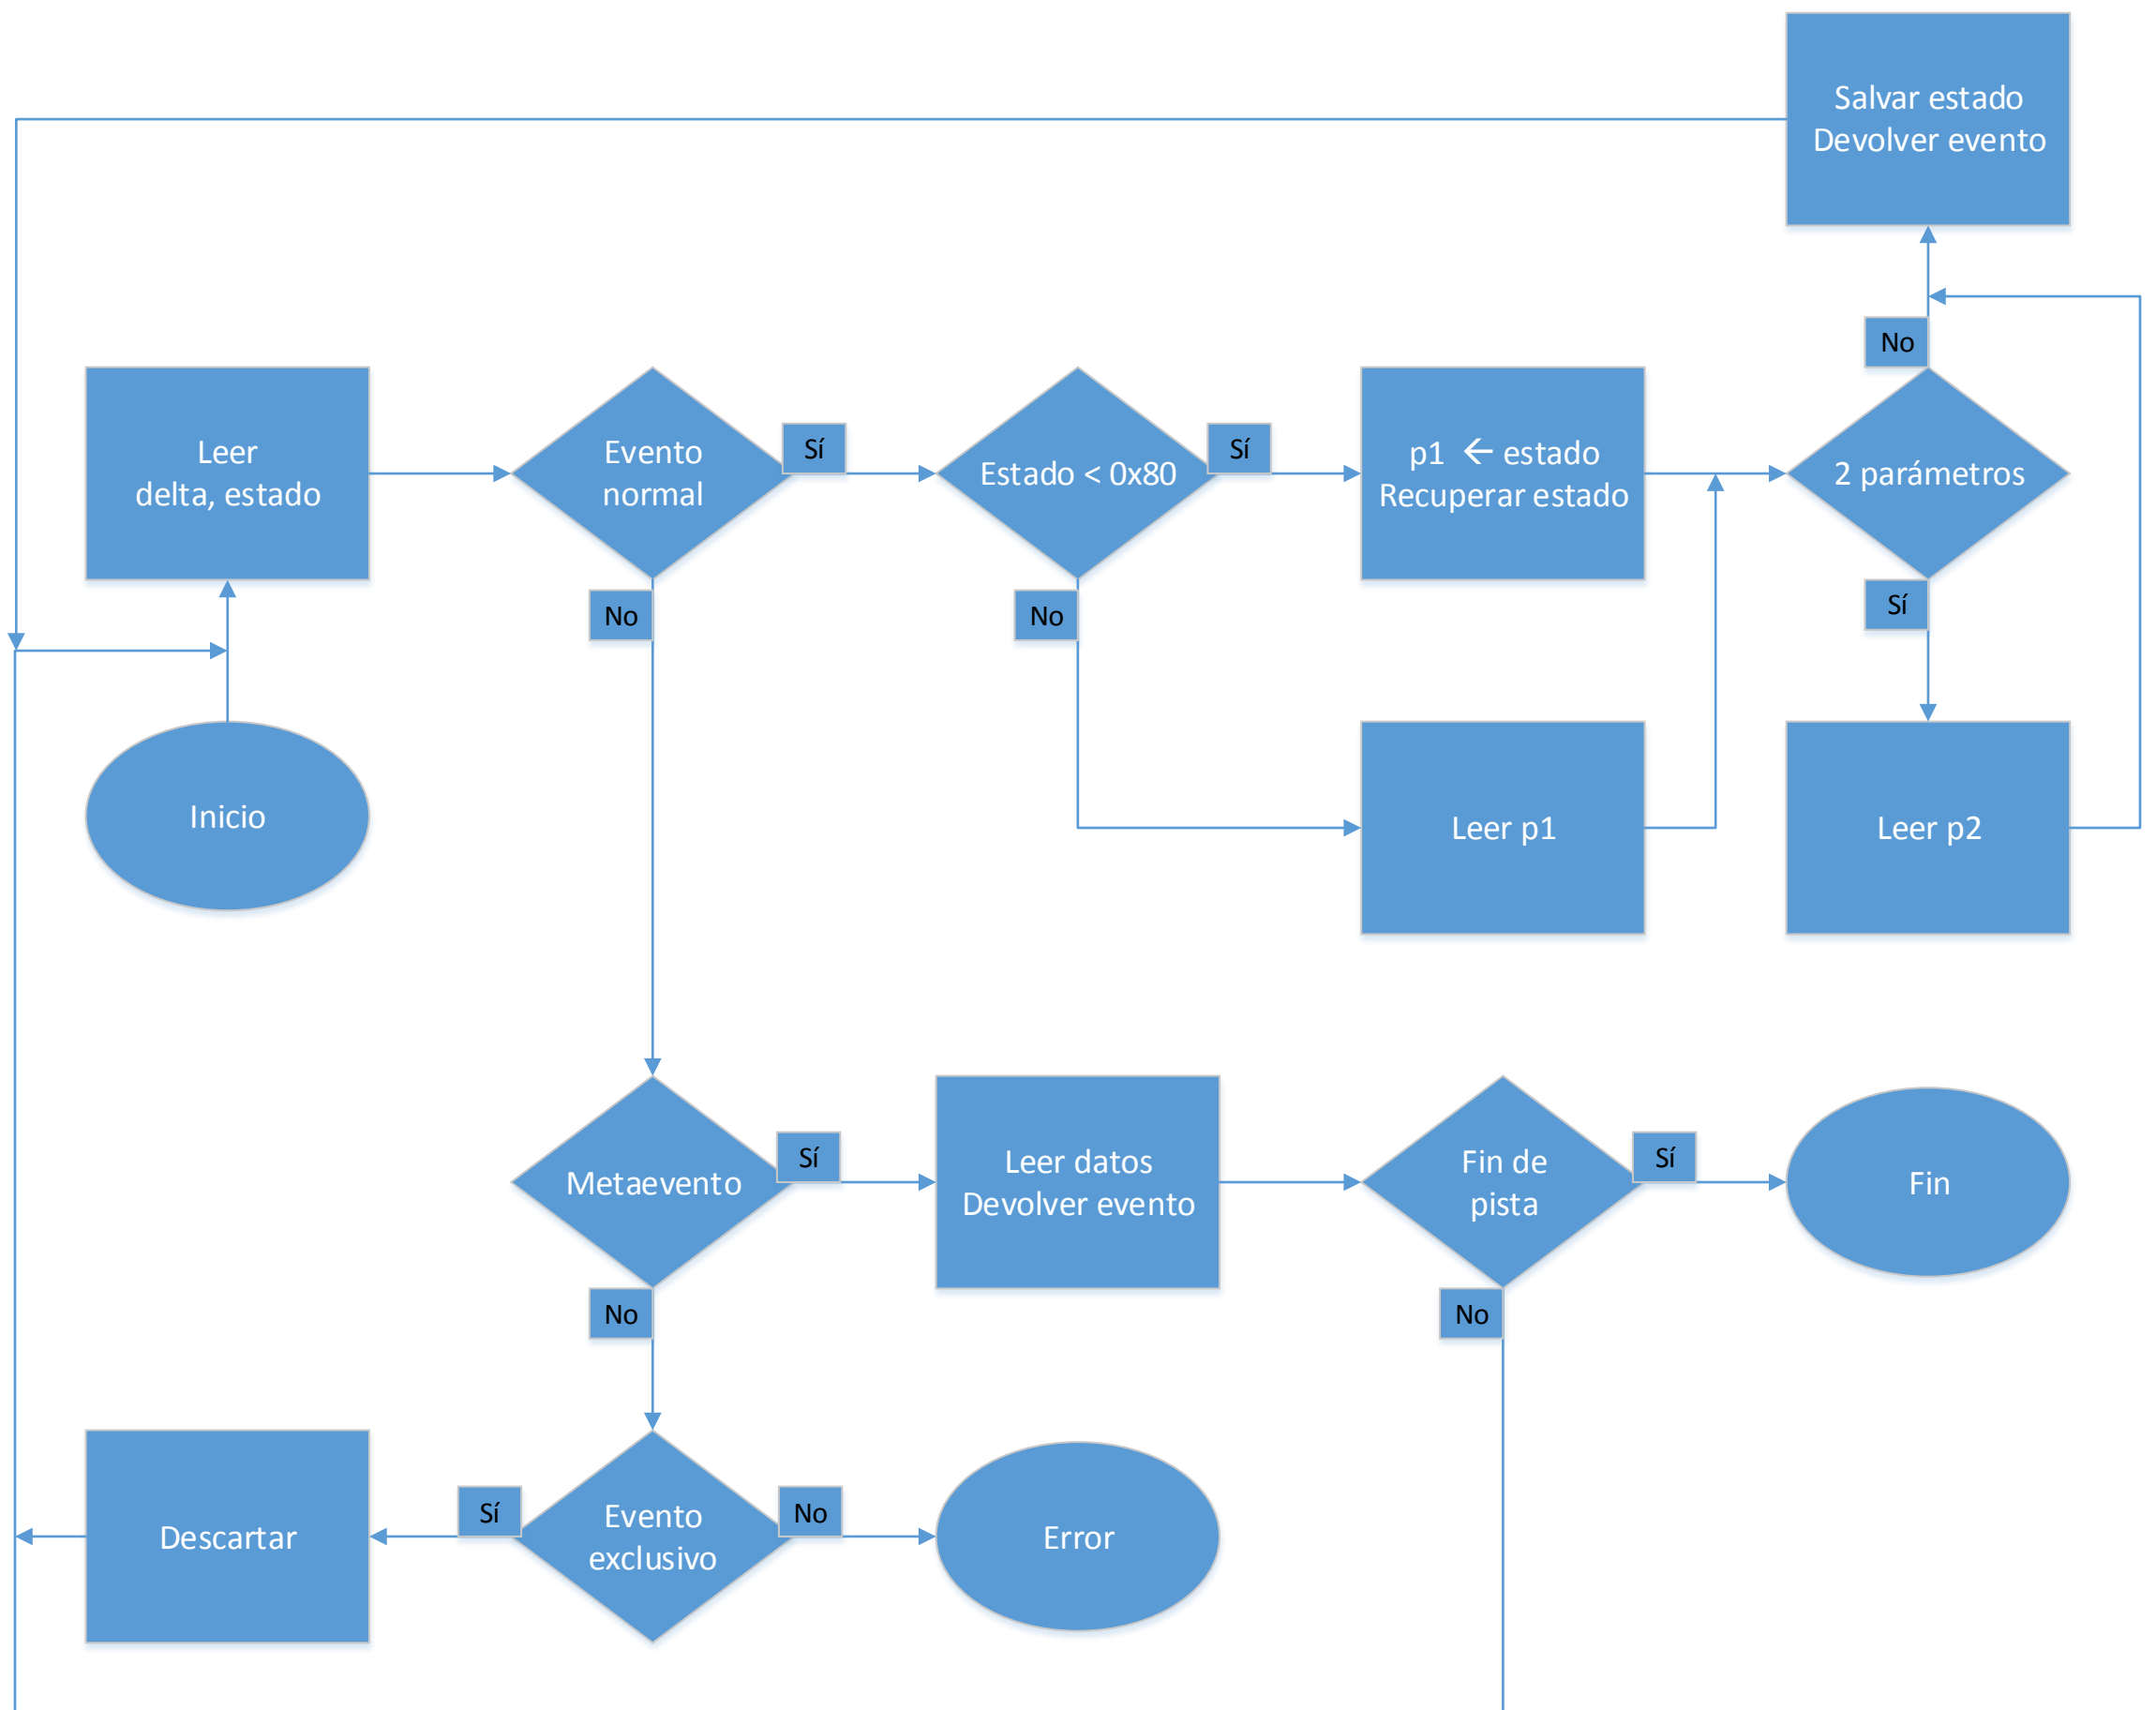 Salvar estado
Devolver evento
No
Leer
delta, estado
Evento
normal
Sí
Estado < 0x80
Sí
p1 ← estado
Recuperar estado
2 parámetros
No
No
Sí
Inicio
Leer p1
Leer p2
Metaevento
Sí
Leer datos
Devolver evento
Fin de
pista
Sí
Fin
No
No
Descartar
Sí
Evento
exclusivo
No
Error